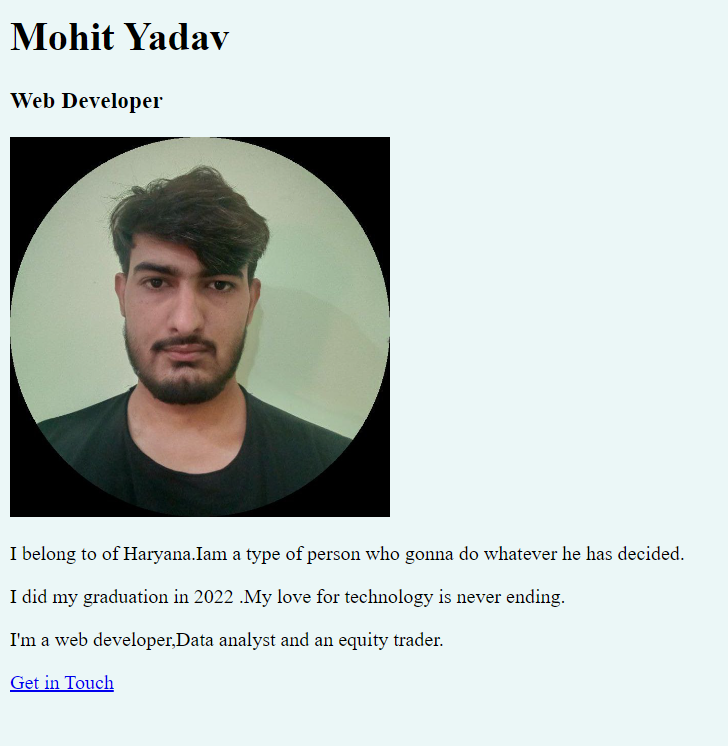 Mohit Yadav
Web Developer
I belong to of Haryana.Iam a type of person who gonna do whatever he has decided.
I did my graduation in 2022 .My love for technology is never ending.
I'm a web developer,Data analyst and an equity trader.
Get in Touch